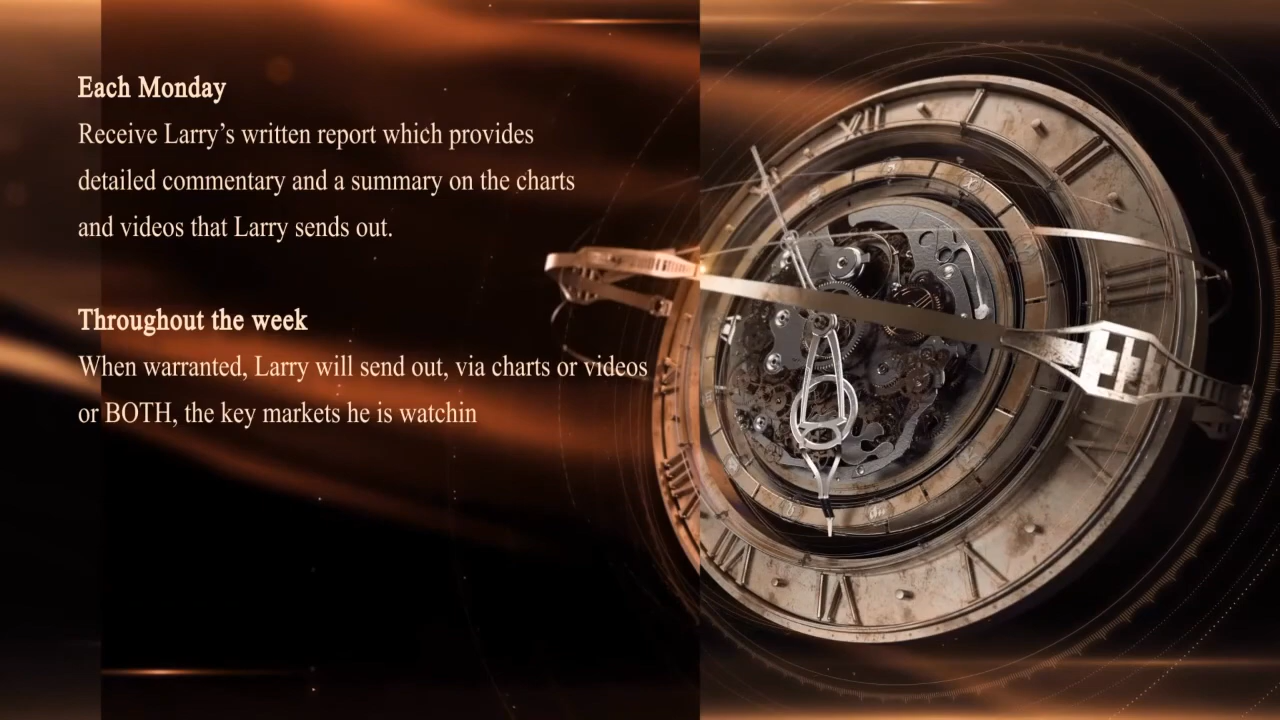 Each Monday
Receive Larry’s written report which provides
detailed commentary and a summary on the charts
and videos that Larry sends out.
Throughout the week
When warranted, Larry will send out, via charts or videos
or BOTH, the key markets he is watchin